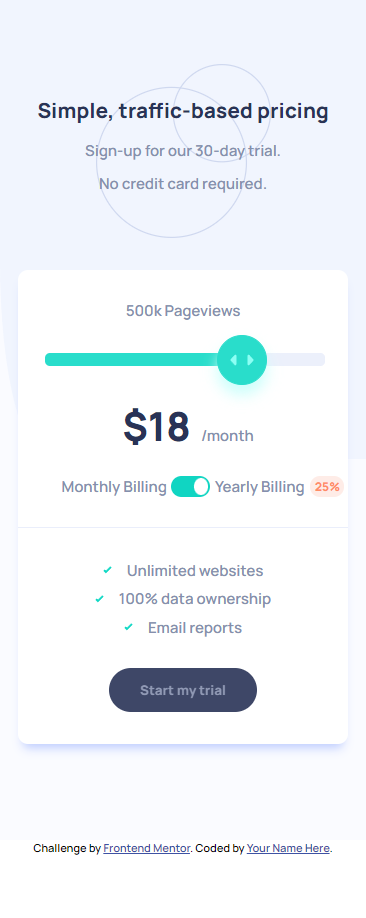 Simple, traffic-based pricing
Sign-up for our 30-day trial.
No credit card required.
500k Pageviews
$18 /month
Monthly Billing Yearly Billing 25%
Unlimited websites
100% data ownership
Email reports
Start my trial
Challenge by Frontend Mentor. Coded by Your Name Here.